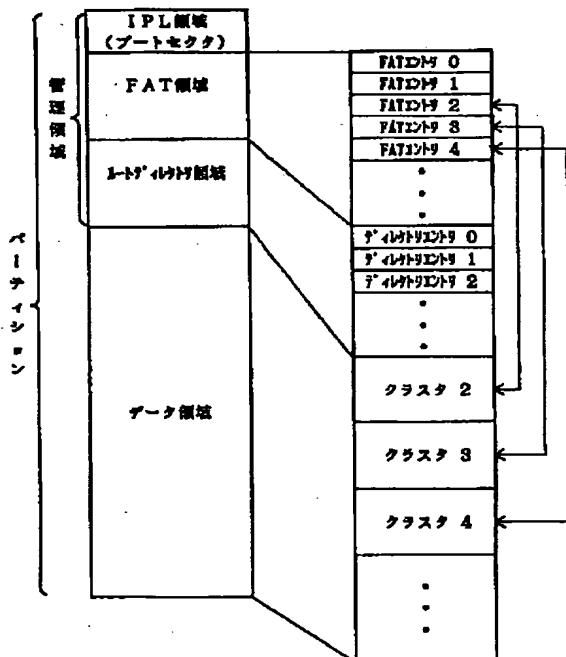 IPL領域
(ブートセクタ)
FAT領域
ルートディレクトリ領域
データ領域
管理領域
パーティション
FATエントリ 0
FATエントリ 1
FATエントリ 2
FATエントリ 3
FATエントリ 4
ディレクトリエントリ 0
ディレクトリエントリ 1
ディレクトリエントリ 2
クラスタ 2
クラスタ 3
クラスタ 4